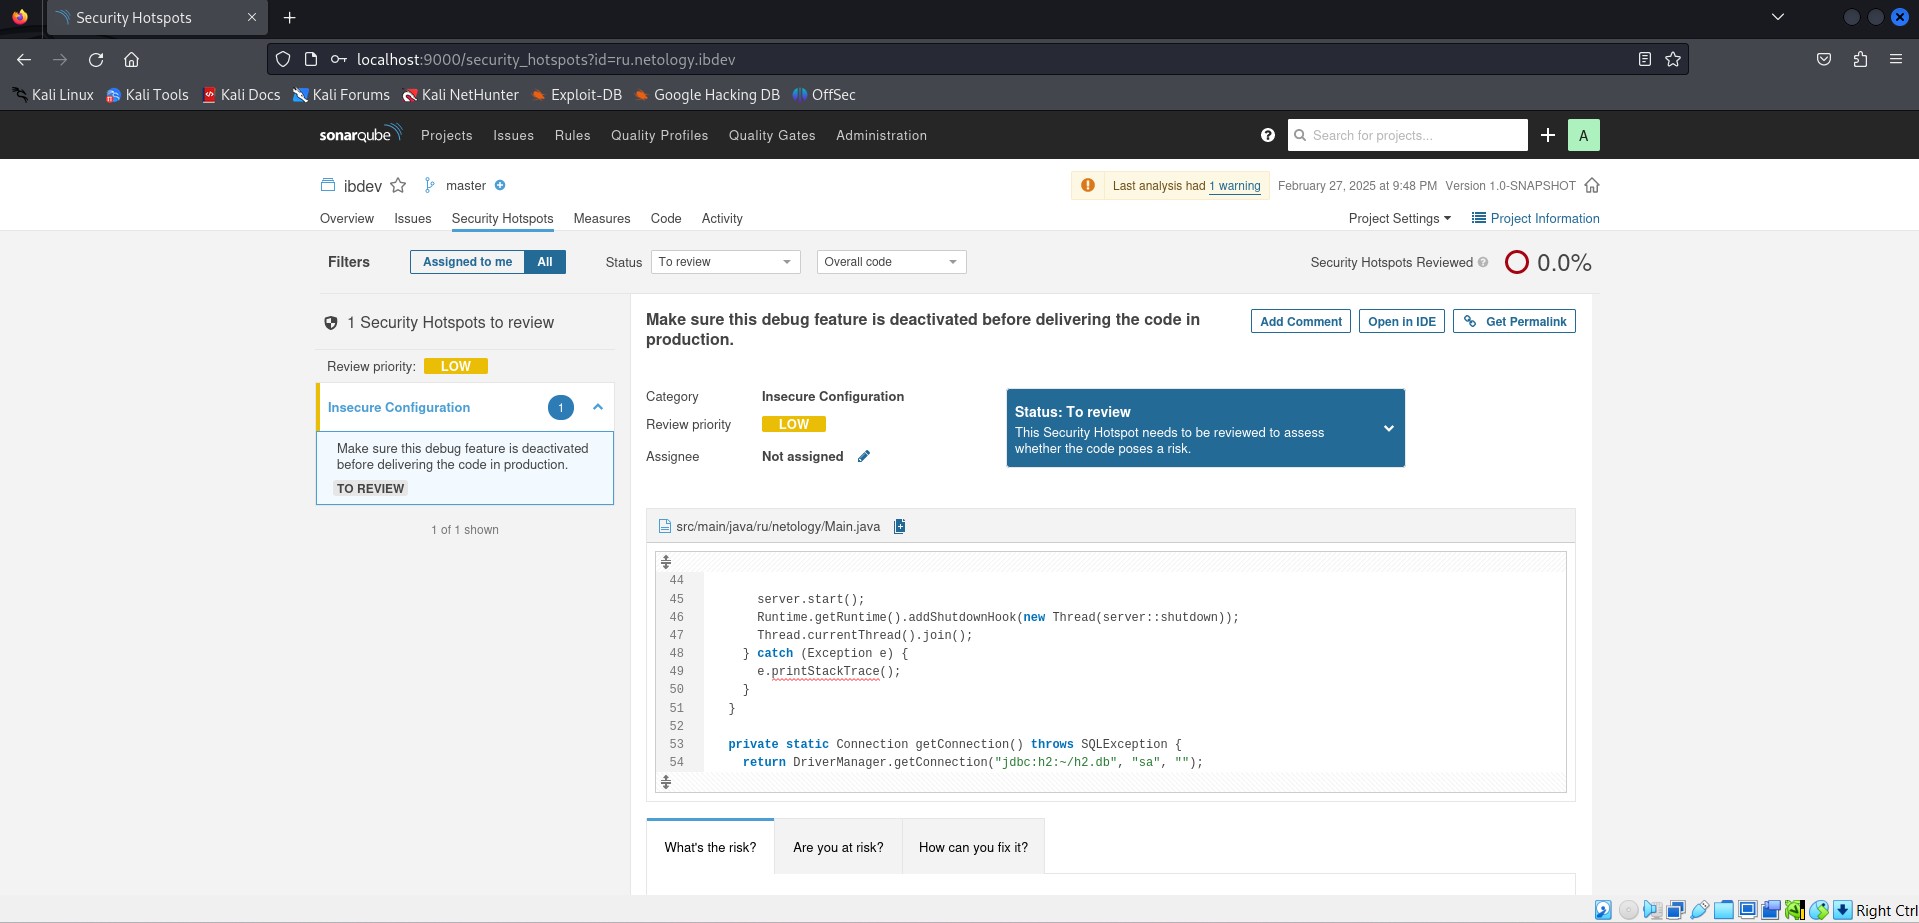 Security Hotspots
localhost:9000/security_hotspots?id=ru.netology.ibdev
Kali Linux Kali Tools Kali Docs Kali Forums Kali NetHunter Exploit-DB Google Hacking DB OffSec
sonarqube Projects Issues Rules Quality Profiles Quality Gates Administration Search for projects... A
ibdev master Last analysis had 1 warning February 27, 2025 at 9:48 PM Version 1.0-SNAPSHOT
Overview Issues Security Hotspots Measures Code Activity Project Settings Project Information
Filters Assigned to me All Status To review Overall code Security Hotspots Reviewed 0.0%
1 Security Hotspots to review
Review priority: LOW
Insecure Configuration 1
Make sure this debug feature is deactivated
before delivering the code in production.
TO REVIEW
1 of 1 shown
Make sure this debug feature is deactivated before delivering the code in
production.
Add Comment Open in IDE Get Permalink
Category Insecure Configuration
Review priority LOW
Assignee Not assigned
Status: To review
This Security Hotspot needs to be reviewed to assess
whether the code poses a risk.
src/main/java/ru/netology/Main.java
44
45 server.start();
46 Runtime.getRuntime().addShutdownHook(new Thread(server::shutdown));
47 Thread.currentThread().join();
48 } catch (Exception e) {
49 e.printStackTrace();
50 }
51 }
52
53 private static Connection getConnection() throws SQLException {
54 return DriverManager.getConnection("jdbc:h2:~/h2.db", "sa", "");
What's the risk? Are you at risk? How can you fix it?
Right Ctrl